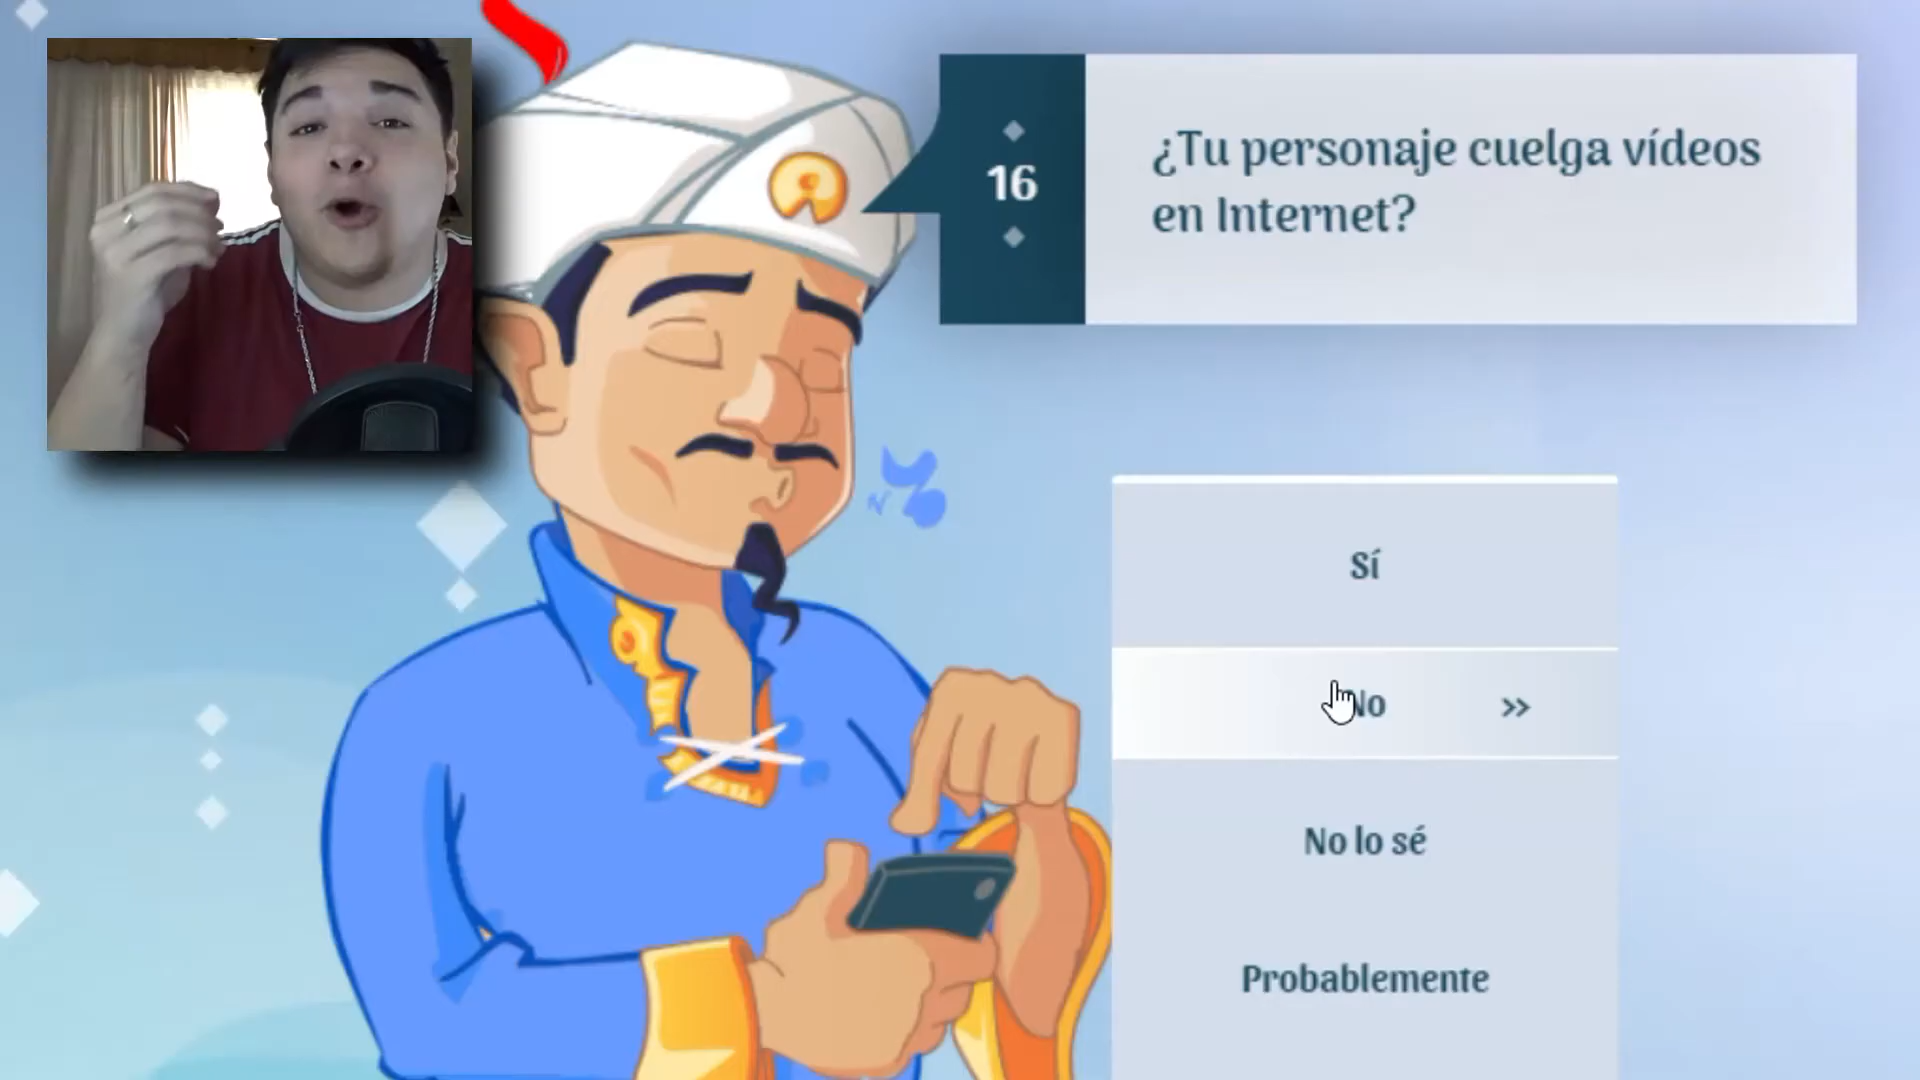 16
¿Tu personaje cuelga vídeos
en Internet?
Sí
No
No lo sé
Probablemente